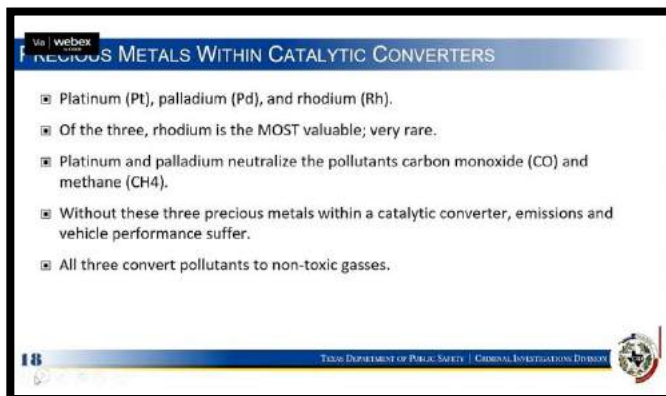 Via webex
PRECIOUS METALS WITHIN CATALYTIC CONVERTERS
Platinum (Pt), palladium (Pd), and rhodium (Rh).
Of the three, rhodium is the MOST valuable; very rare.
Platinum and palladium neutralize the pollutants carbon monoxide (CO) and
methane (CH4).
Without these three precious metals within a catalytic converter, emissions and
vehicle performance suffer.
All three convert pollutants to non-toxic gasses.
18
TEXAS DEPARTMENT OF PUBLIC SAFETY | CRIMINAL INVESTIGATIONS DIVISION